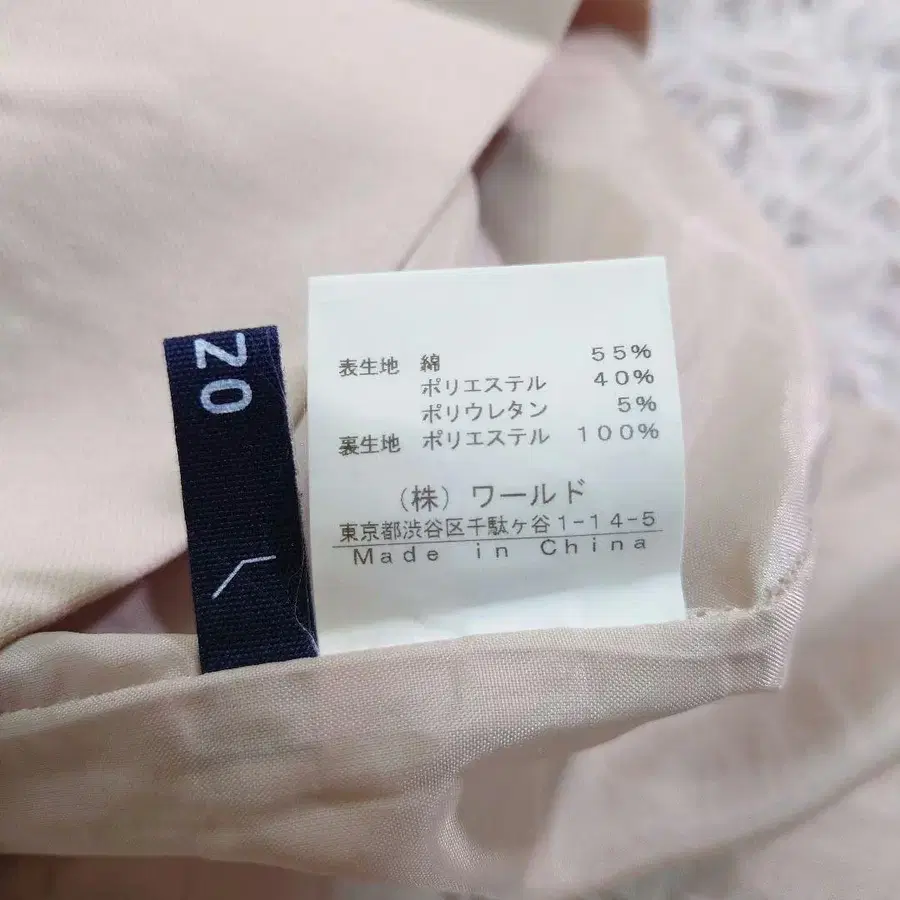 表生地 綿 55%
ポリエステル 40%
ポリウレタン 5%
裏生地 ポリエステル 100%
(株)ワールド
東京都渋谷区千駄ヶ谷1-14-5
Made in China